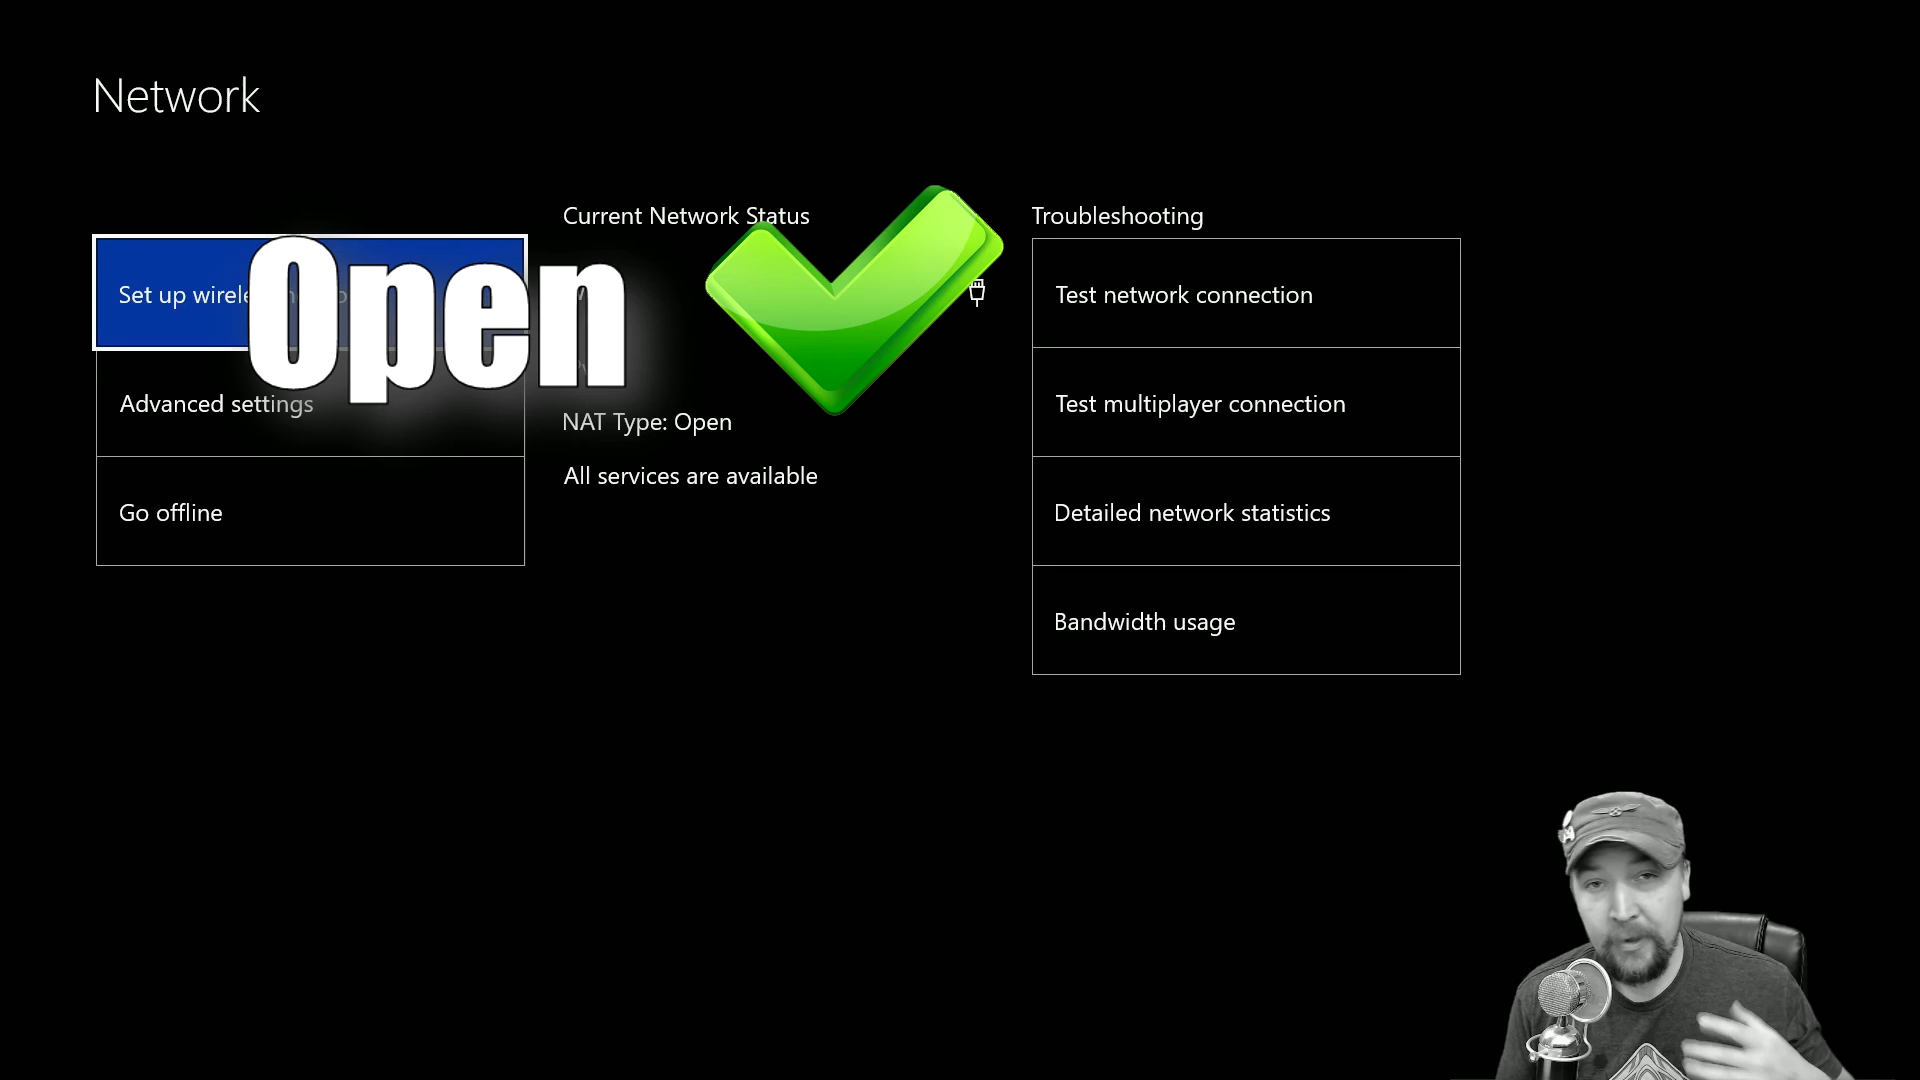 Network
Set up wirele
Advanced settings
Go offline
Open
Current Network Status
NAT Type: Open
All services are available
Troubleshooting
Test network connection
Test multiplayer connection
Detailed network statistics
Bandwidth usage